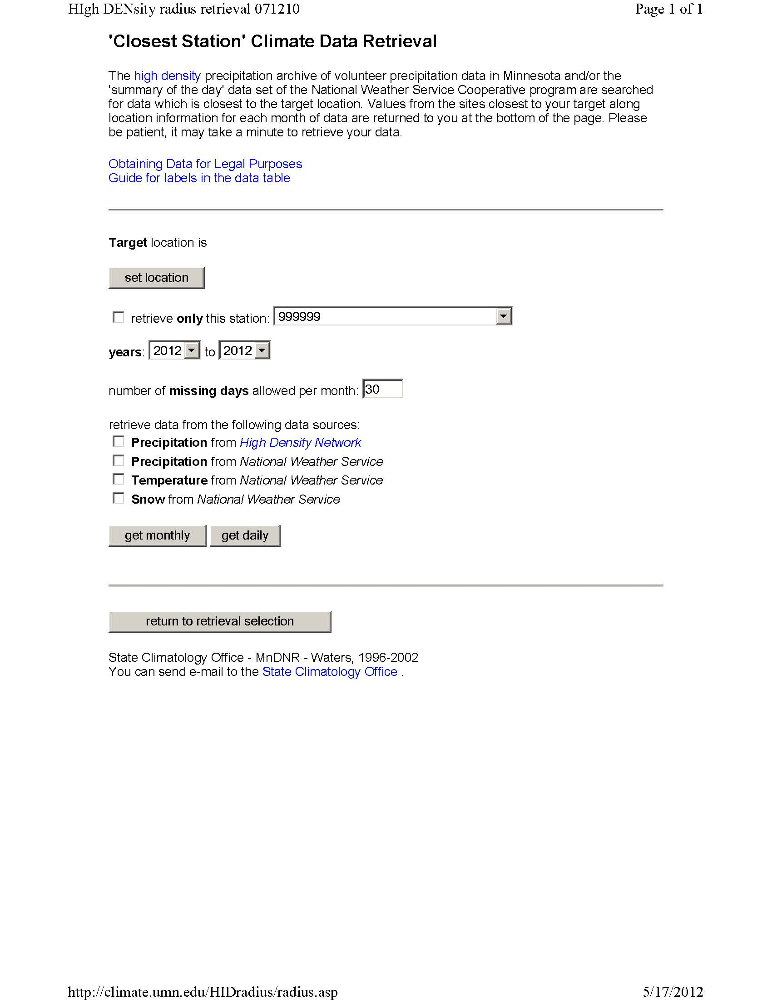 HIgh DENsity radius retrieval 071210 Page 1 of 1
'Closest Station' Climate Data Retrieval
The high density precipitation archive of volunteer precipitation data in Minnesota and/or the
'summary of the day' data set of the National Weather Service Cooperative program are searched
for data which is closest to the target location. Values from the sites closest to your target along
location information for each month of data are returned to you at the bottom of the page. Please
be patient, it may take a minute to retrieve your data.
Obtaining Data for Legal Purposes
Guide for labels in the data table
Target location is
set location
retrieve only this station: 999999
years: 2012 to 2012
number of missing days allowed per month: 30
retrieve data from the following data sources:
Precipitation from High Density Network
Precipitation from National Weather Service
Temperature from National Weather Service
Snow from National Weather Service
get monthly get daily
return to retrieval selection
State Climatology Office - MnDNR - Waters, 1996-2002
You can send e-mail to the State Climatology Office .
http://climate.umn.edu/HIDradius/radius.asp 5/17/2012